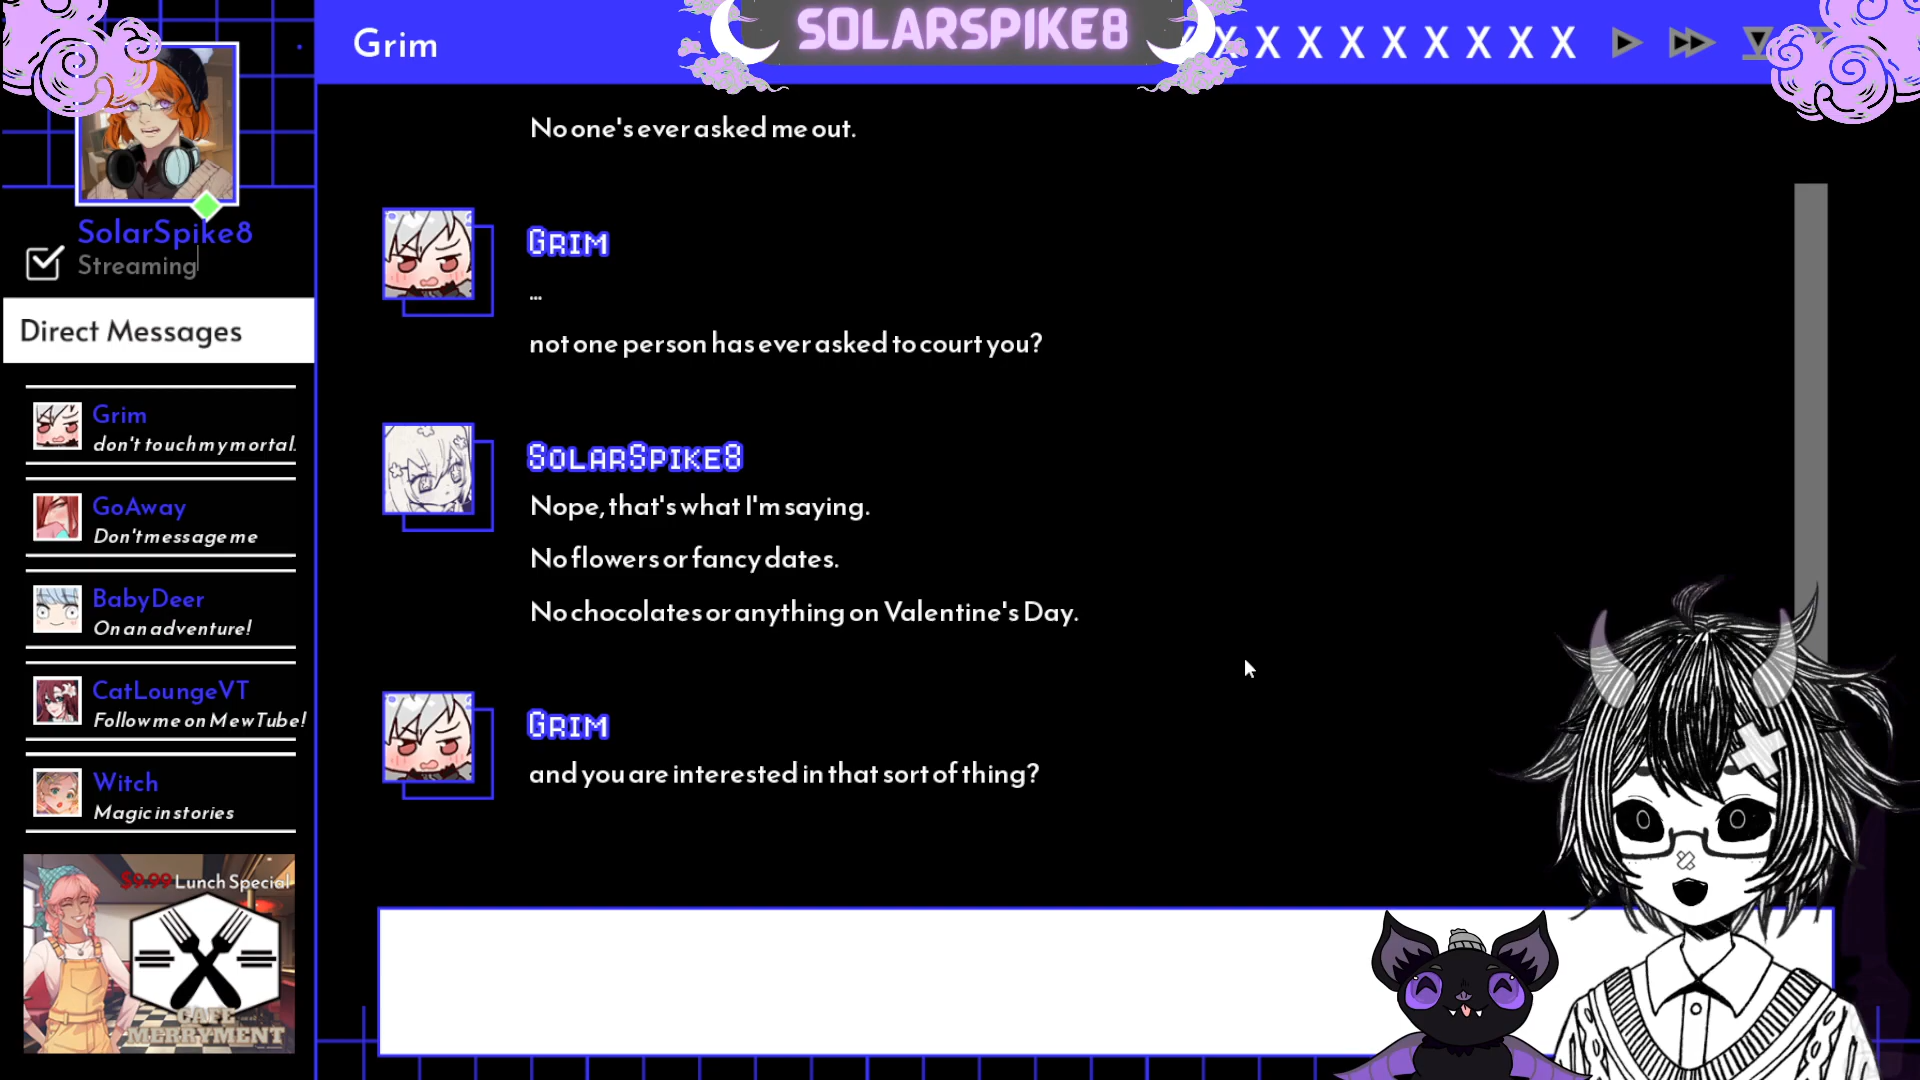 Grim
SOLARSPIKE8
X X X X X X X X X
SolarSpike8
Streaming
Direct Messages
Grim
don't touch my mortal.
GoAway
Don't message me
BabyDeer
On an adventure!
CatLoungeVT
Follow me on MewTube!
Witch
Magic in stories
$9.99 Lunch Special
CAFE
MERRYMENT
No one's ever asked me out.
Grim
...
not one person has ever asked to court you?
SolarSpike8
Nope, that's what I'm saying.
No flowers or fancy dates.
No chocolates or anything on Valentine's Day.
Grim
and you are interested in that sort of thing?